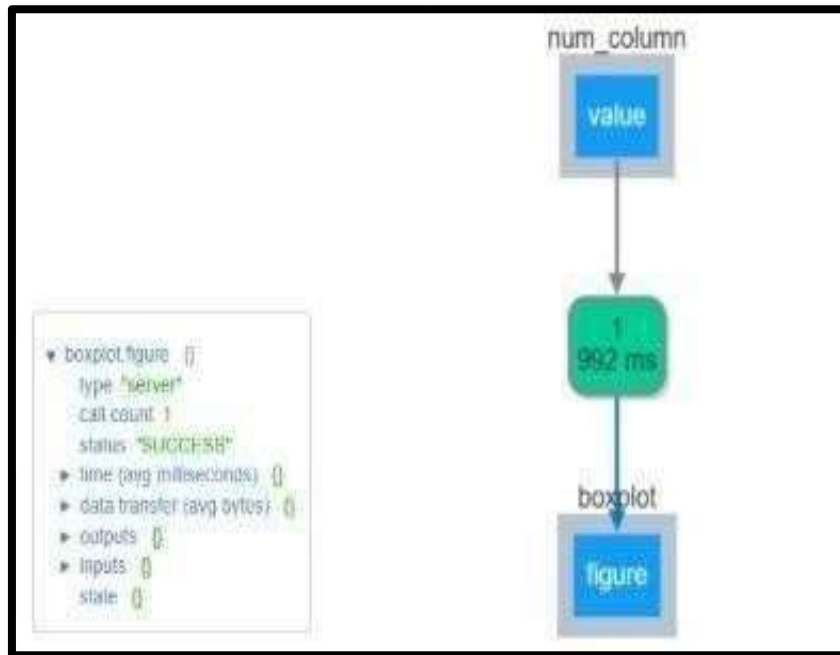 num_column
value
1
992 ms
boxplot
figure
▼ boxplot.figure {}
type "server"
call count 1
status "SUCCESS"
▶ time (avg milliseconds) {}
▶ data transfer (avg bytes) {}
▶ outputs {}
▶ inputs {}
state {}